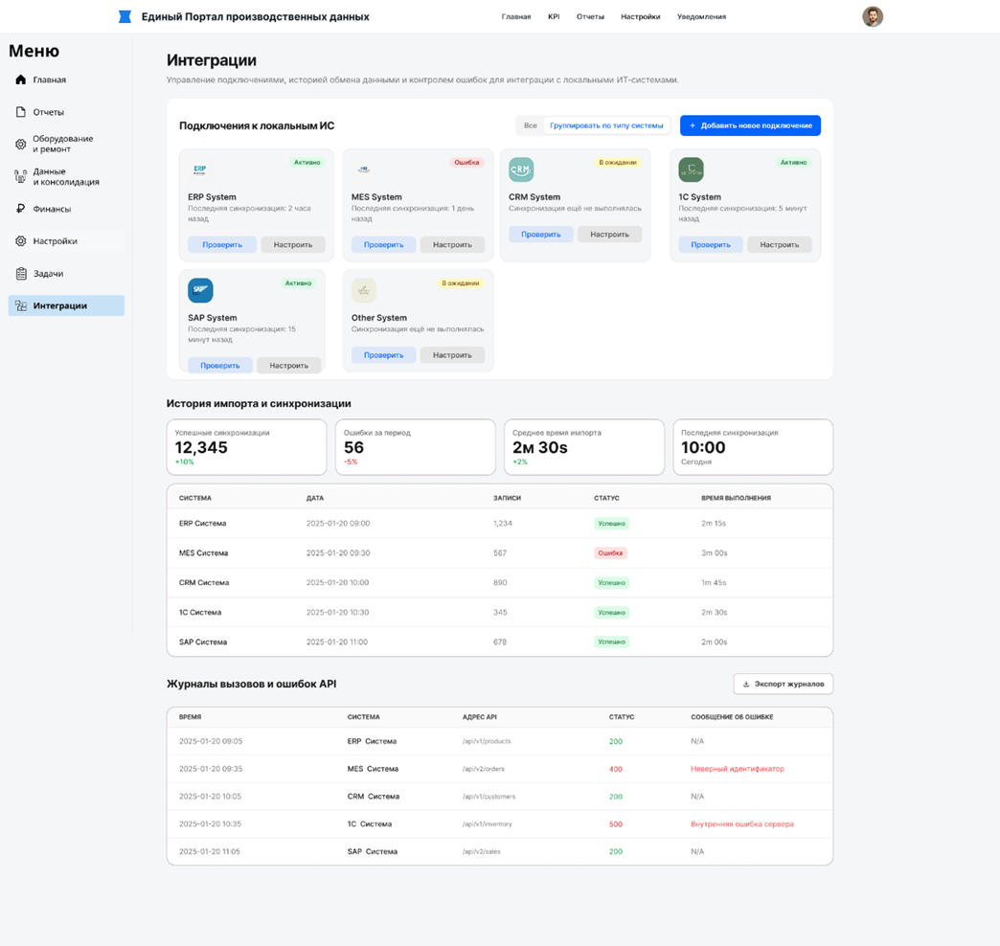 Единый Портал производственных данных
Главная
KPI
Отчеты
Настройки
Уведомления
Меню
Главная
Отчеты
Оборудование
и ремонт
Данные
и консолидация
Финансы
Настройки
Задачи
Интеграции
Интеграции
Управление подключениями, историей обмена данными и контролем ошибок для интеграции с локальными ИТ-системами.
Подключения к локальным ИС
Все
Группировать по типу системы
+ Добавить новое подключение
ERP
Активно
ERP System
Последняя синхронизация: 2 часа
назад
Проверить
Настроить
Ошибка
MES System
Последняя синхронизация: 1 день
назад
Проверить
Настроить
CRM
В ожидании
CRM System
Синхронизация ещё не выполнялась
Проверить
Настроить
Активно
1C System
Последняя синхронизация: 5 минут
назад
Проверить
Настроить
SAP
Активно
SAP System
Последняя синхронизация: 15
минут назад
Проверить
Настроить
В ожидании
Other System
Синхронизация ещё не выполнялась
Проверить
Настроить
История импорта и синхронизации
Успешные синхронизации
12,345
+10%
Ошибки за период
56
-5%
Среднее время импорта
2м 30s
+2%
Последняя синхронизация
10:00
Сегодня
СИСТЕМА ДАТА ЗАПИСИ СТАТУС ВРЕМЯ ВЫПОЛНЕНИЯ
ERP Система 2025-01-20 09:00 1,234 Успешно 2m 15s
MES Система 2025-01-20 09:30 567 Ошибка 3m 00s
CRM Система 2025-01-20 10:00 890 Успешно 1m 45s
1С Система 2025-01-20 10:30 345 Успешно 2m 30s
SAP Система 2025-01-20 11:00 678 Успешно 2m 00s
Журналы вызовов и ошибок API
Экспорт журналов
ВРЕМЯ СИСТЕМА АДРЕС API СТАТУС СООБЩЕНИЕ ОБ ОШИБКЕ
2025-01-20 09:05 ERP Система /api/v1/products 200 N/A
2025-01-20 09:35 MES Система /api/v2/orders 400 Неверный идентификатор
2025-01-20 10:05 CRM Система /api/v1/customers 200 N/A
2025-01-20 10:35 1С Система /api/v1/inventory 500 Внутренняя ошибка сервера
2025-01-20 11:05 SAP Система /api/v2/sales 200 N/A